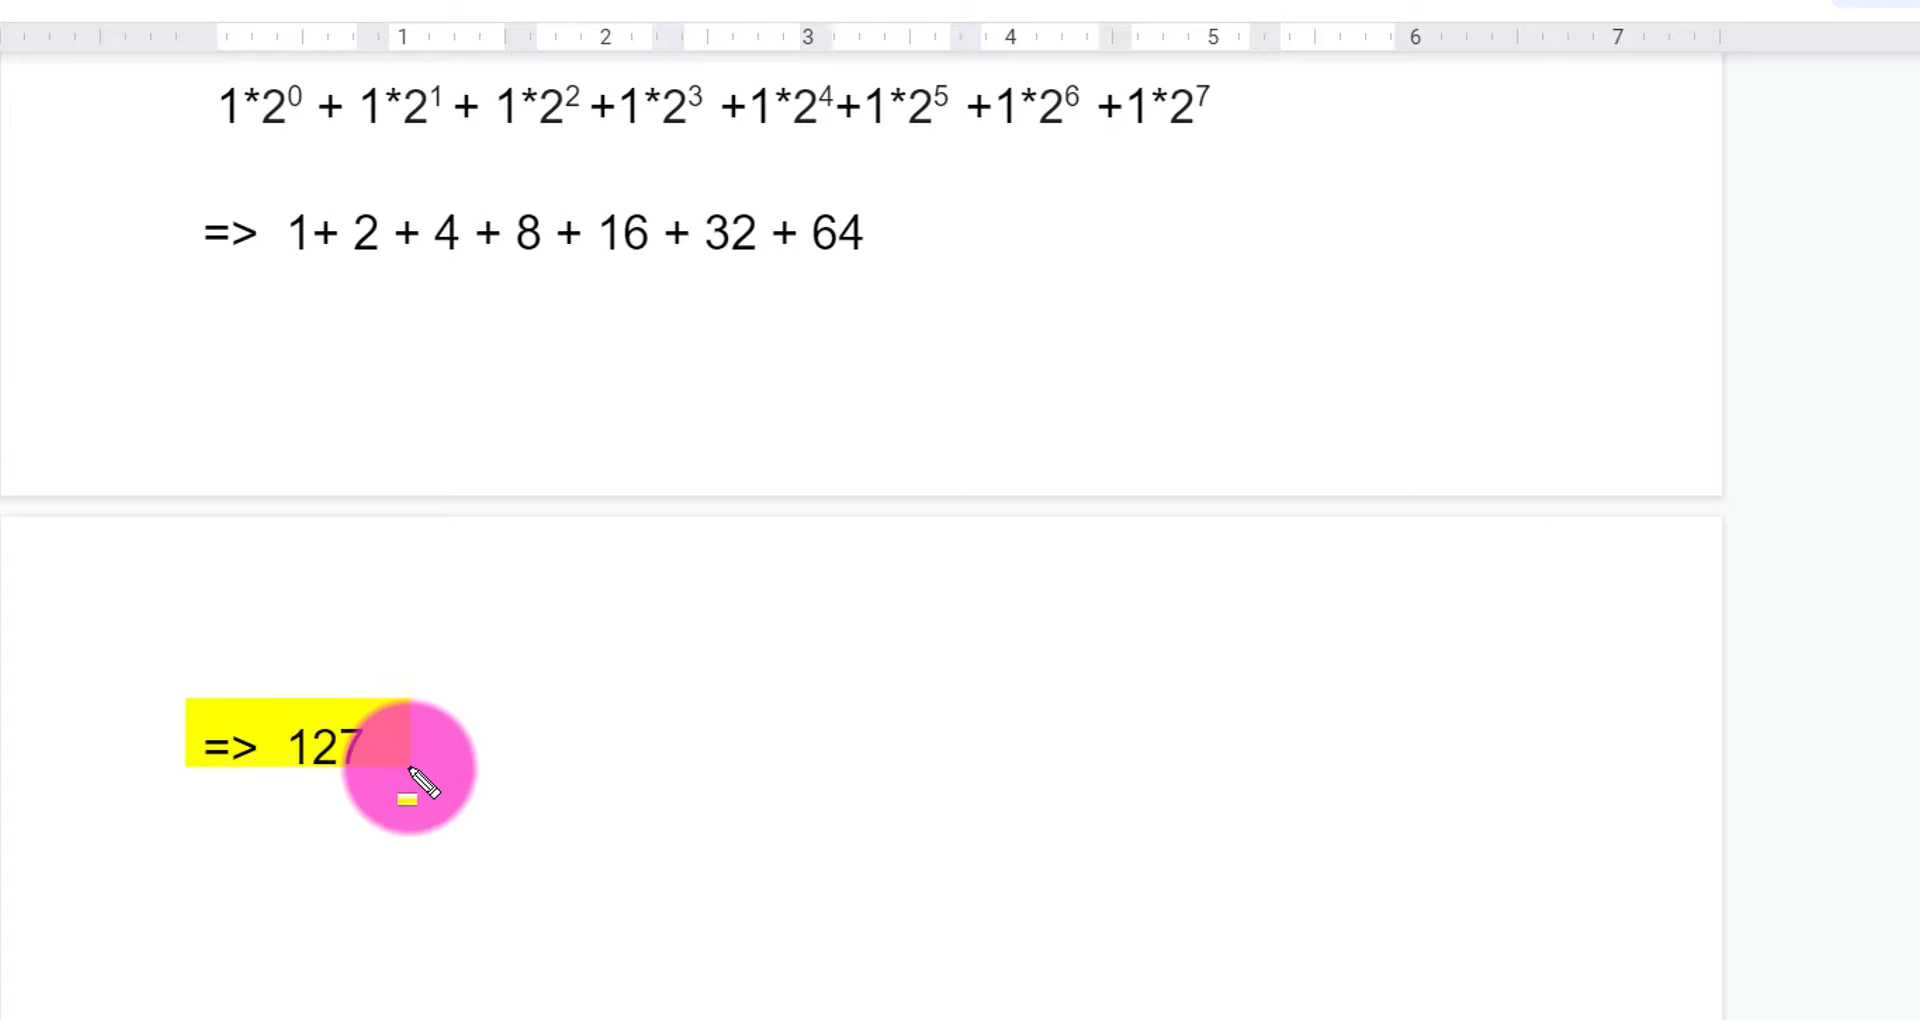 1 2 3 4 5 6 7
1*2⁰ + 1*2¹ + 1*2² +1*2³ +1*2⁴+1*2⁵ +1*2⁶ +1*2⁷
=> 1+ 2 + 4 + 8 + 16 + 32 + 64
=> 127